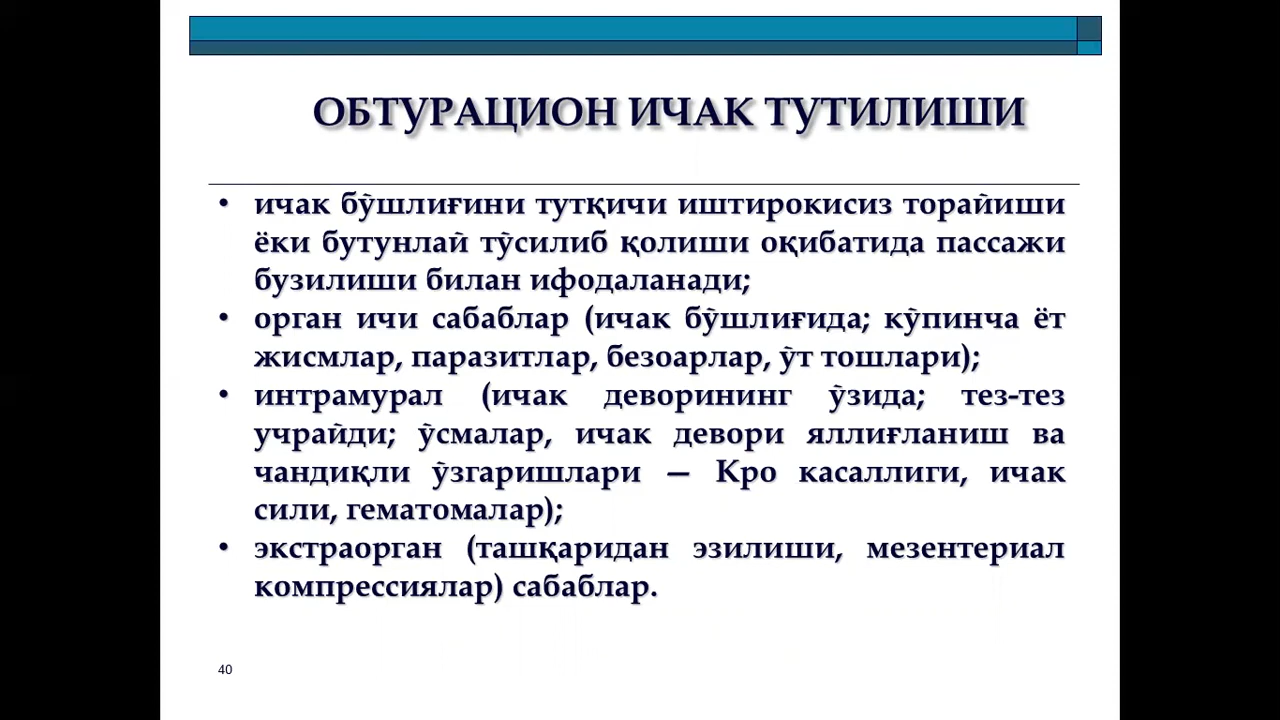 ОБТУРАЦИОН ИЧАК ТУТИЛИШИ
• ичак бўшлиғини тутқичи иштирокисиз торайиши
ёки бутунлай тўсилиб қолиши оқибатида пассажи
бузилиши билан ифодаланади;
• орган ичи сабаблар (ичак бўшлиғида; кўпинча ёт
жисмлар, паразитлар, безоарлар, ўт тошлари);
• интрамурал (ичак деворининг ўзида; тез-тез
учрайди; ўсмалар, ичак девори яллиғланиш ва
чандиқли ўзгаришлари — Кро касаллиги, ичак
сили, гематомалар);
• экстраорган (ташқаридан эзилиши, мезентериал
компрессиялар) сабаблар.
40